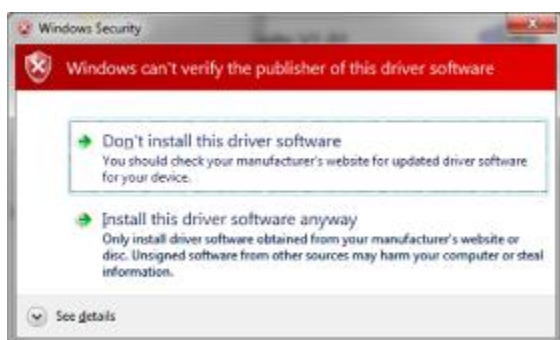 Windows Security
Windows can't verify the publisher of this driver software
Don't install this driver software
You should check your manufacturer's website for updated driver software
for your device.
Install this driver software anyway
Only install driver software obtained from your manufacturer's website or
disc. Unsigned software from other sources may harm your computer or steal
information.
See details